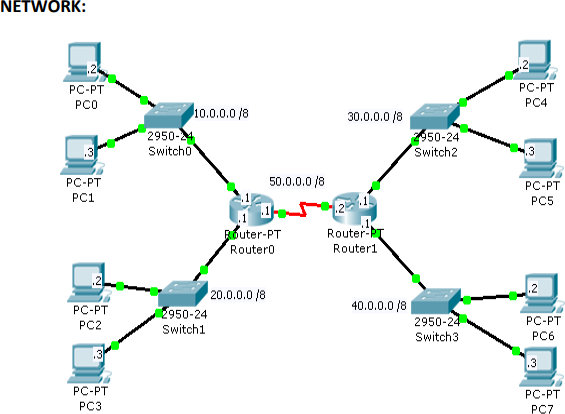 NETWORK:
.2
PC-PT
PC0
10.0.0.0 /8
2950-24
Switch0
.3
PC-PT
PC1
.2
PC-PT
PC4
30.0.0.0 /8
2950-24
Switch2
.3
PC-PT
PC5
50.0.0.0 /8
.1
.1
.1
Router-PT
Router0
.1
.2
.1
Router-PT
Router1
.2
PC-PT
PC2
20.0.0.0 /8
2950-24
Switch1
.3
PC-PT
PC3
40.0.0.0 /8
2950-24
Switch3
.2
PC-PT
PC6
.3
PC-PT
PC7